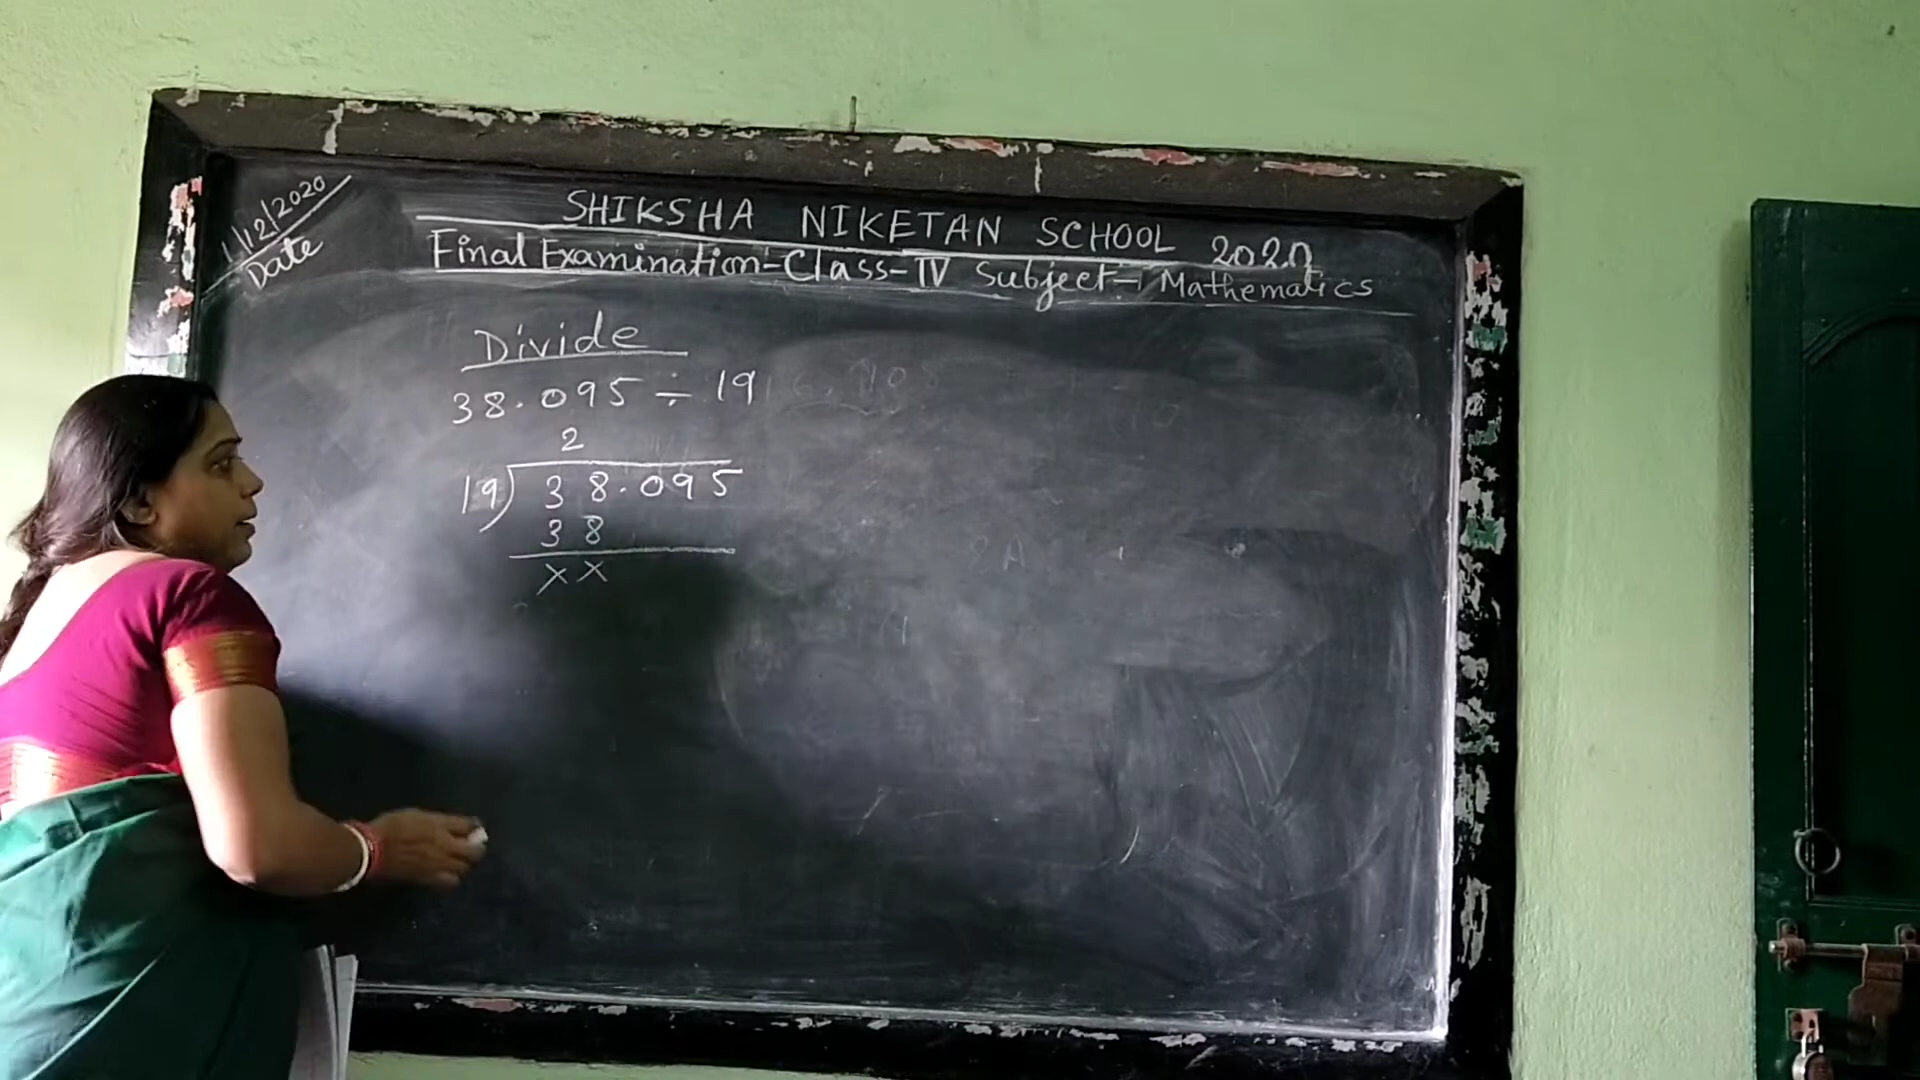 1/12/2020
Date
SHIKSHA NIKETAN SCHOOL 2020
Final Examination-Class-IV Subject- Mathematics
Divide
38.095 ÷ 19
2
19) 38.095
38
x x